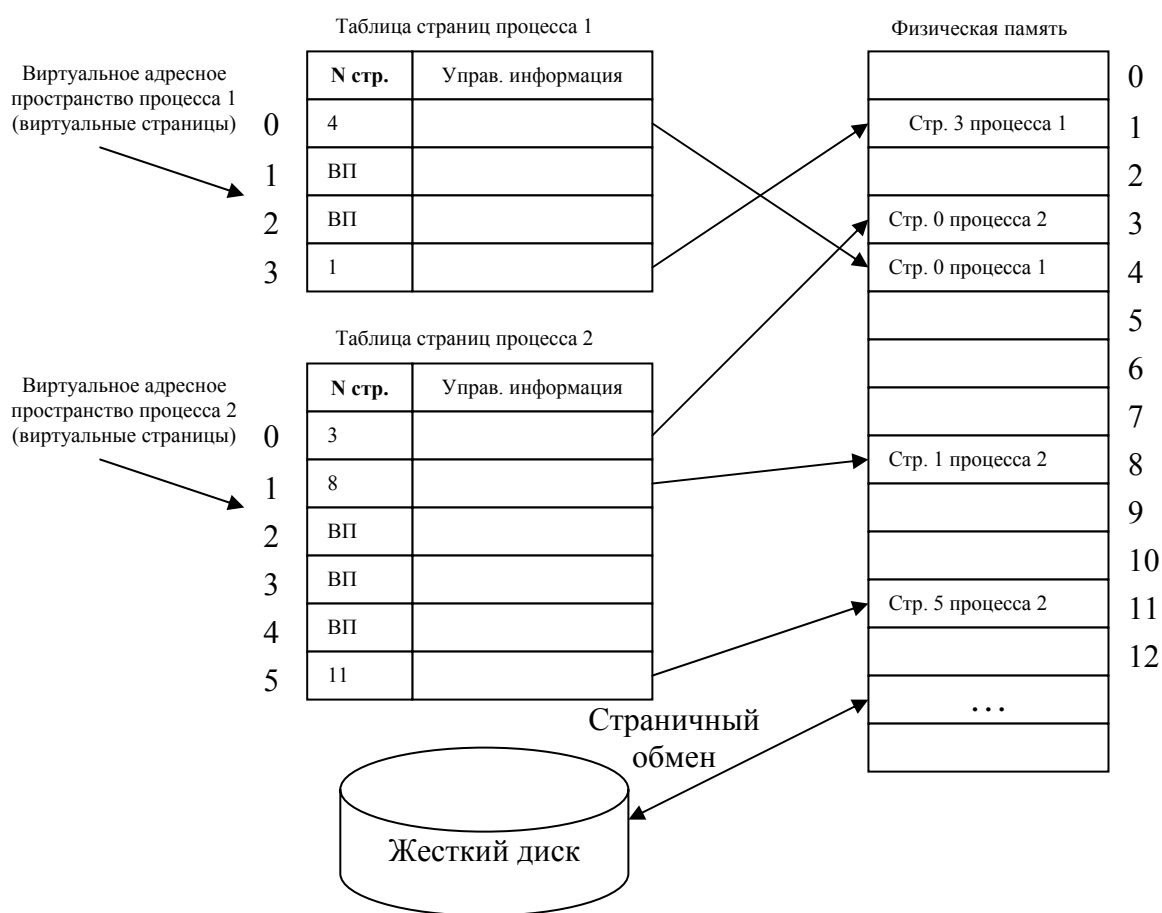 Таблица страниц процесса 1
Виртуальное адресное
пространство процесса 1
(виртуальные страницы)
N стр. Управ. информация
0 4
1 ВП
2 ВП
3 1
Таблица страниц процесса 2
Виртуальное адресное
пространство процесса 2
(виртуальные страницы)
N стр. Управ. информация
0 3
1 8
2 ВП
3 ВП
4 ВП
5 11
Физическая память
0
Стр. 3 процесса 1 1
2
Стр. 0 процесса 2 3
Стр. 0 процесса 1 4
5
6
7
Стр. 1 процесса 2 8
9
10
Стр. 5 процесса 2 11
12
...
Страничный
обмен
Жесткий диск